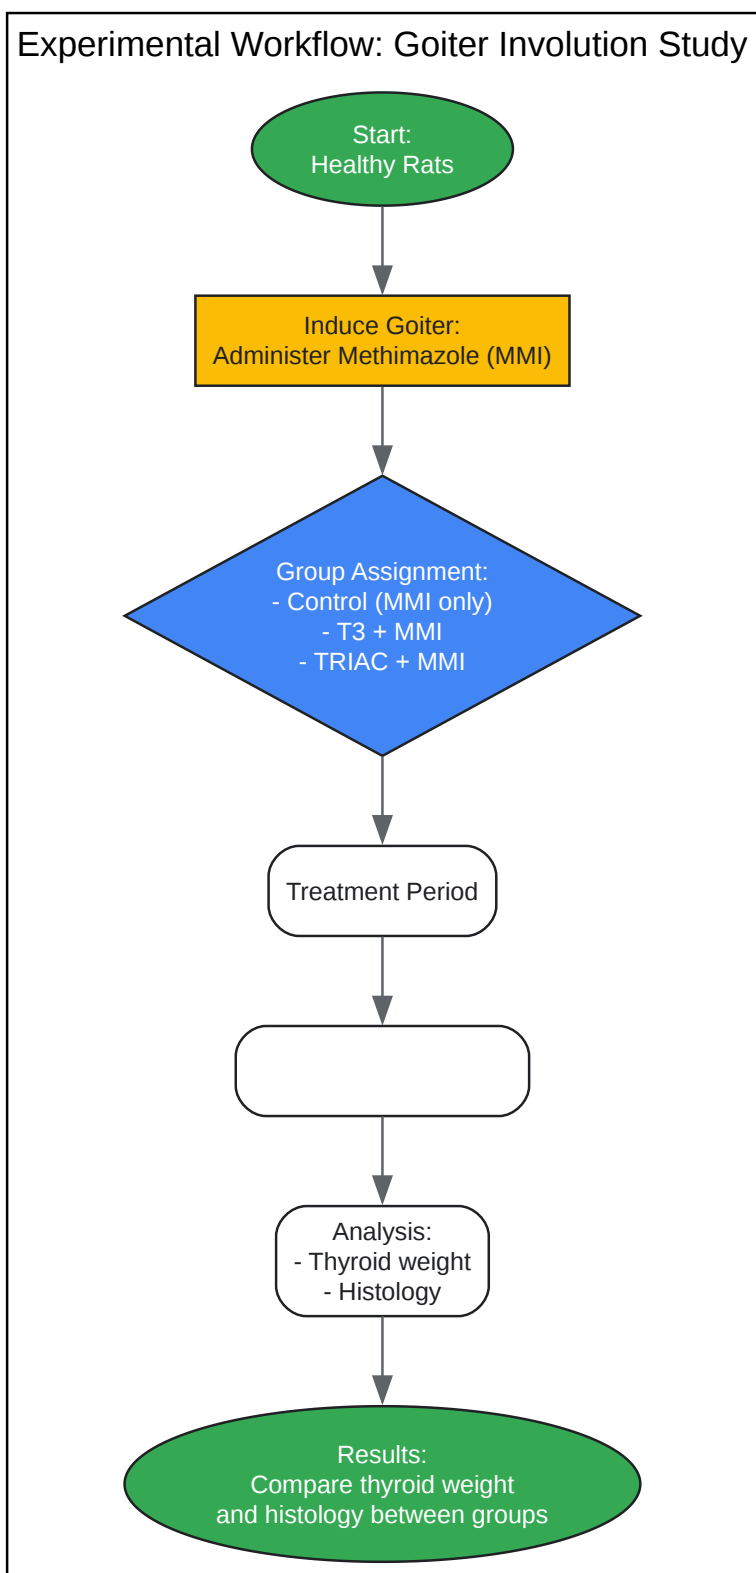 Experimental Workflow: Goiter Involution Study
Start:
Healthy Rats
Induce Goiter:
Administer Methimazole (MMI)
Group Assignment:
- Control (MMI only)
- T3 + MMI
- TRIAC + MMI
Treatment Period
Analysis:
- Thyroid weight
- Histology
Results:
Compare thyroid weight
and histology between groups